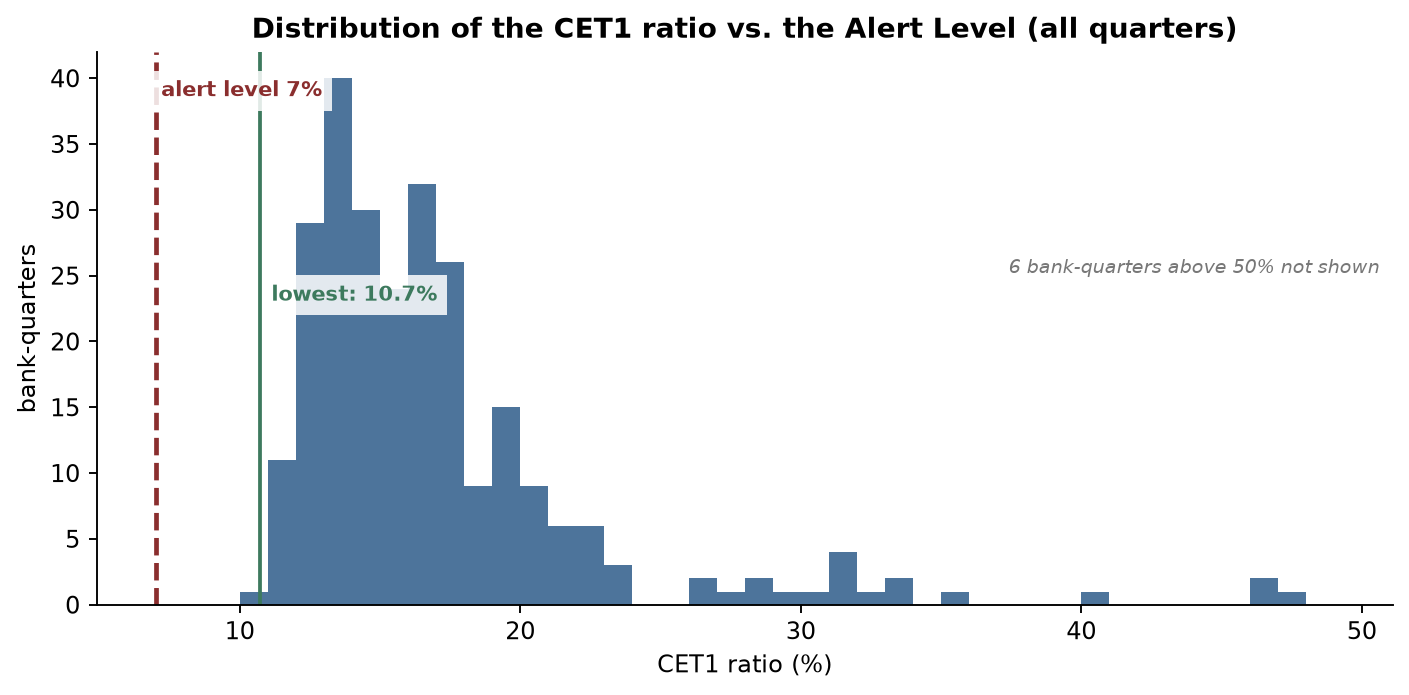 Distribution of the CET1 ratio vs. the Alert Level (all quarters)
bank-quarters
40
35
30
25
20
15
10
5
0
alert level 7%
lowest: 10.7%
6 bank-quarters above 50% not shown
10 20 30 40 50
CET1 ratio (%)